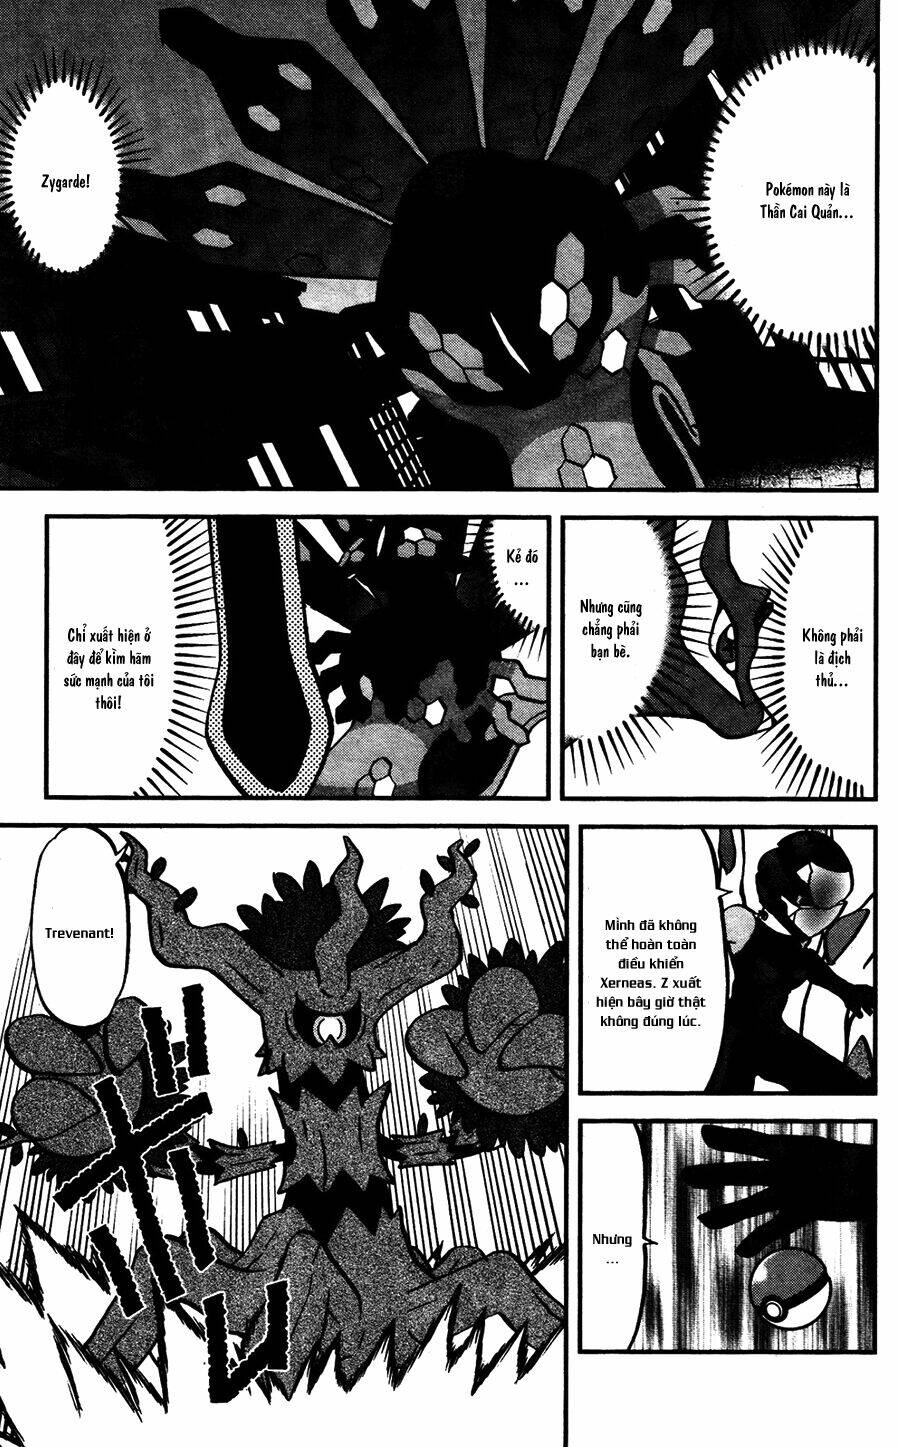 Pokémon này là
Thần Cai Quản...
Zygarde!
Không phải
là địch
thủ...
Nhưng cũng
chẳng phải
bạn bè.
Kẻ đó
...
Chỉ xuất hiện ở
đây để kìm hãm
sức mạnh của tôi
thôi!
Mình đã không
thể hoàn toàn
điều khiển
Xerneas. Z xuất
hiện bây giờ thật
không đúng lúc.
Nhưng
...
Trevenant!